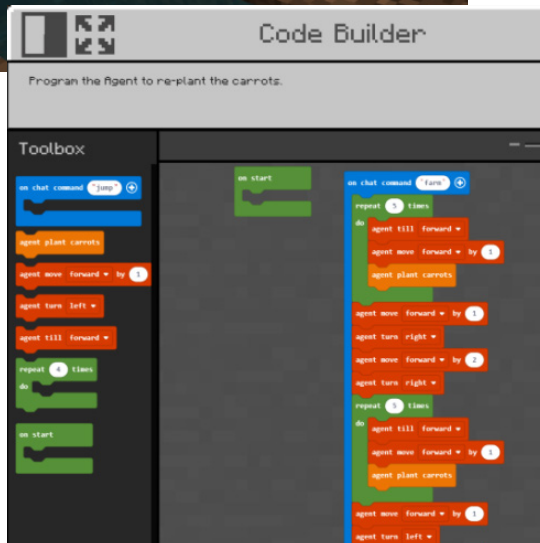 Code Builder
Program the Agent to re-plant the carrots.
Toolbox
on chat command "jump"
agent plant carrots
agent move forward by 1
agent turn left
agent till forward
repeat 4 times
do
on start
on start
on chat command "farm"
repeat 5 times
do
agent till forward
agent move forward by 1
agent plant carrots
agent move forward by 1
agent turn right
agent move forward by 2
agent turn right
repeat 5 times
do
agent till forward
agent move forward by 1
agent plant carrots
agent move forward by 1
agent turn left